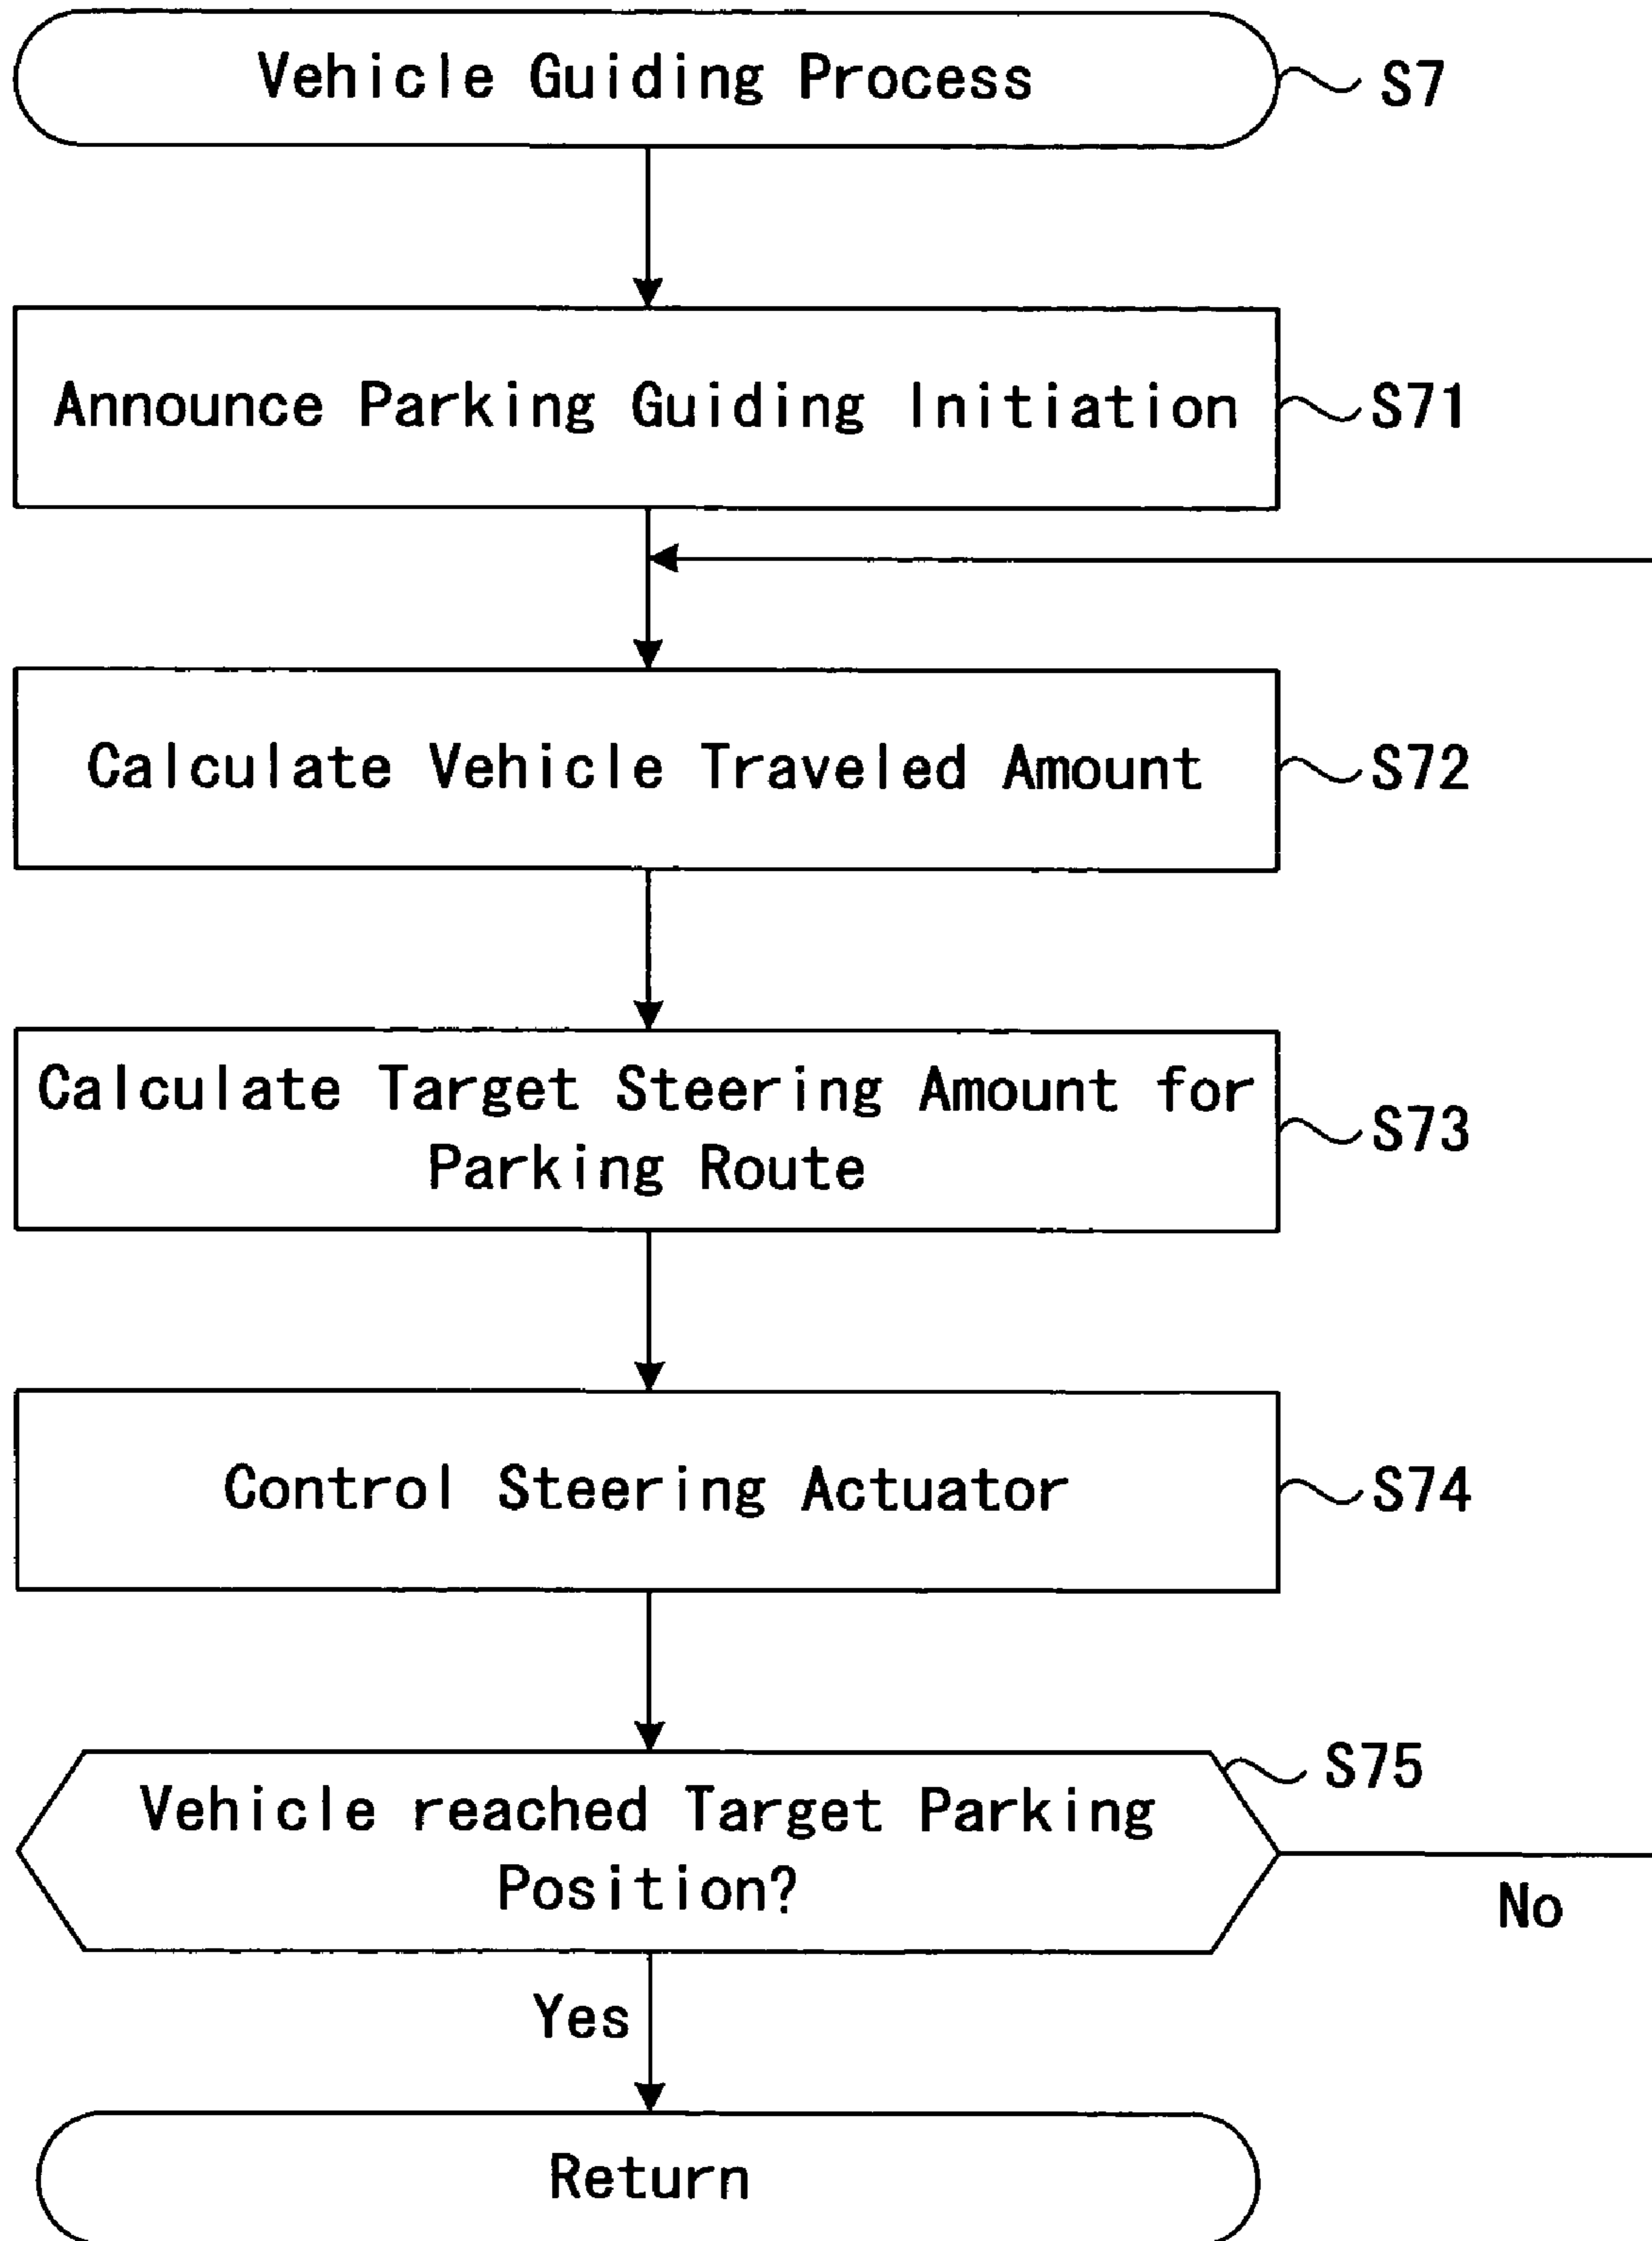 Vehicle Guiding Process
S7
Announce Parking Guiding Initiation
S71
Calculate Vehicle Traveled Amount
S72
Calculate Target Steering Amount for
Parking Route
S73
Control Steering Actuator
S74
Vehicle reached Target Parking
Position?
S75
No
Yes
Return